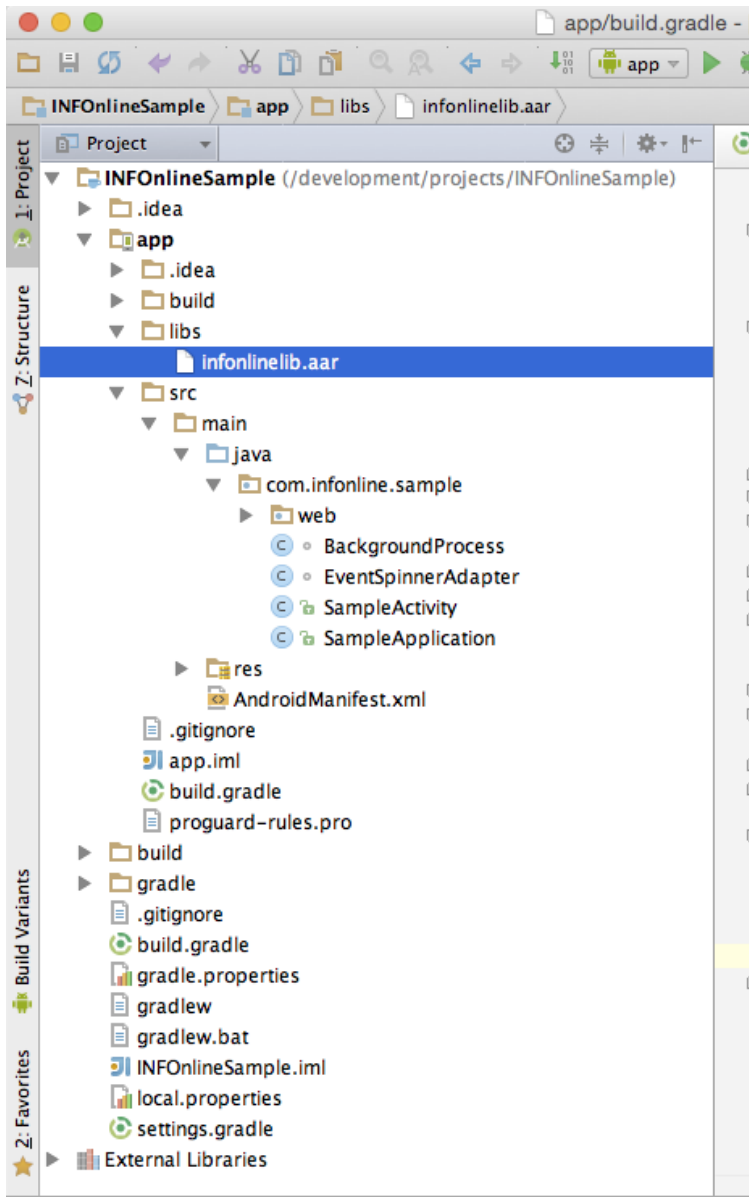 app/build.gradle -
app
INFOnlineSample app libs infonlinelib.aar
1: Project
Project
INFOnlineSample (/development/projects/INFOnlineSample)
.idea
app
.idea
build
libs
infonlinelib.aar
src
main
java
com.infonline.sample
web
BackgroundProcess
EventSpinnerAdapter
SampleActivity
SampleApplication
res
AndroidManifest.xml
.gitignore
app.iml
build.gradle
proguard-rules.pro
build
gradle
.gitignore
build.gradle
gradle.properties
gradlew
gradlew.bat
INFOnlineSample.iml
local.properties
settings.gradle
External Libraries
Z: Structure
Build Variants
2: Favorites